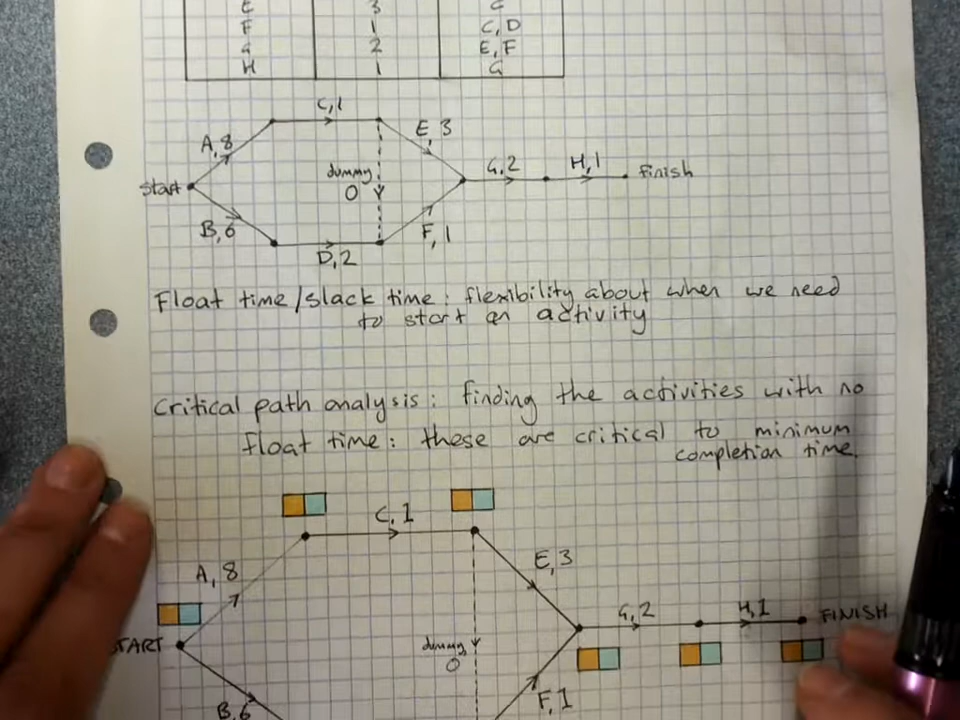 E 3 C
F 1 C, D
G 2 E, F
H 1 G
C, 1
A, 8
E, 3
dummy
0
G, 2
H, 1
Finish
Start
B, 6
F, 1
D, 2
Float time/slack time: flexibility about when we need
to start an activity
Critical path analysis: finding the activities with no
float time: these are critical to minimum
completion time.
C, 1
A, 8
E, 3
G, 2
H, 1
FINISH
START
dummy
0
B, 6
F, 1